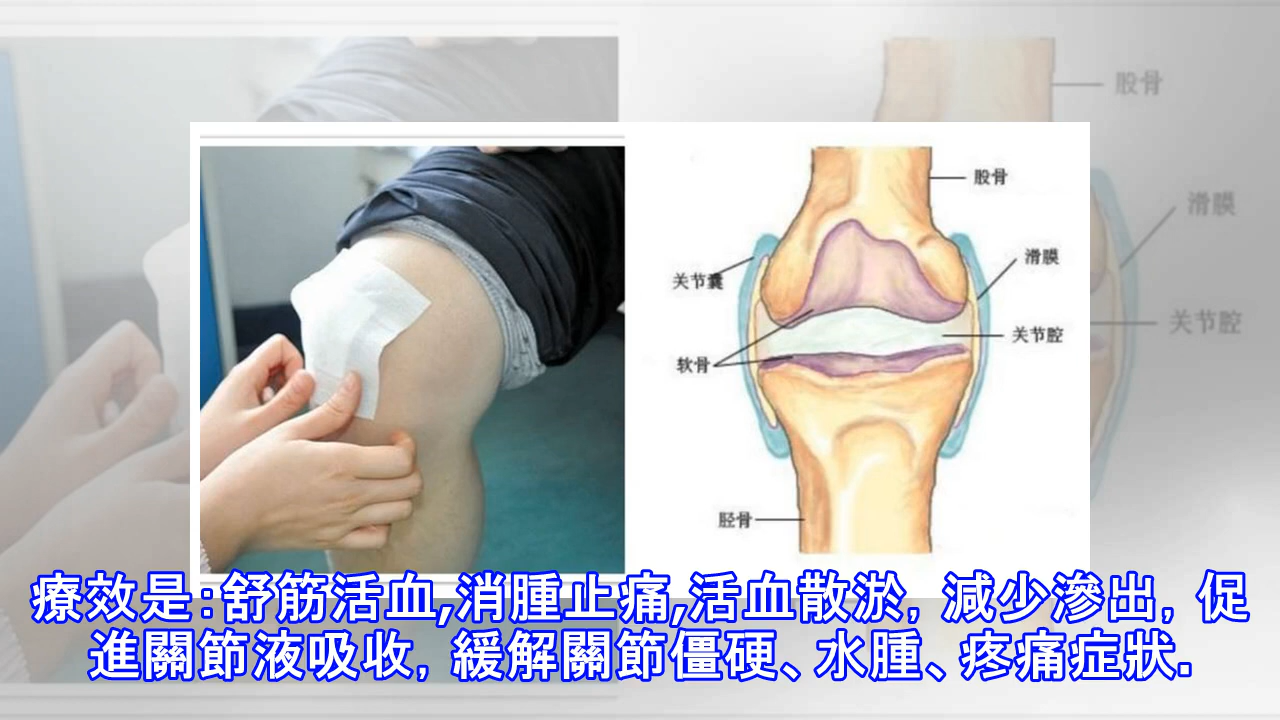 股骨
滑膜
关节囊
关节腔
软骨
胫骨
股骨
滑膜
关节腔
療效是:舒筋活血,消腫止痛,活血散淤, 減少滲出, 促
進關節液吸收, 緩解關節僵硬、水腫、疼痛症狀.